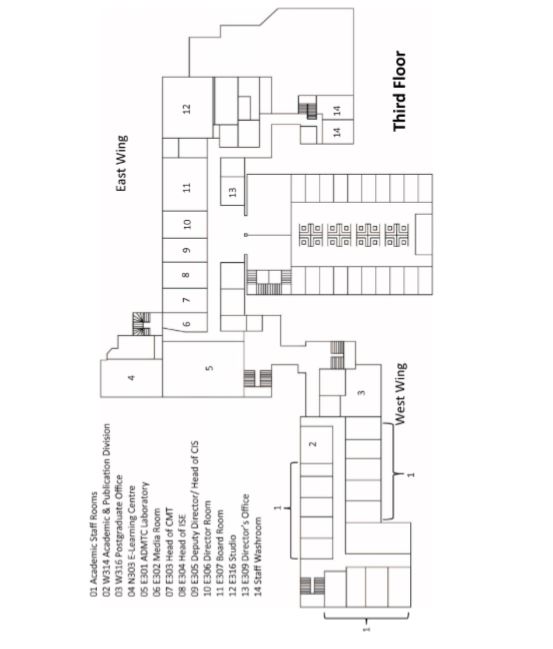 01 Academic Staff Rooms
02 W314 Academic & Publication Division
03 W316 Postgraduate Office
04 N303 E-Learning Centre
05 E301 ADMTC Laboratory
06 E302 Media Room
07 E303 Head of CMT
08 E304 Head of ISE
09 E305 Deputy Director/ Head of CIS
10 E306 Director Room
11 E307 Board Room
12 E316 Studio
13 E309 Director's Office
14 Staff Washroom
East Wing
4
6 7 8 9 10 11 12
5
13
1
2
14 14
3
1
1
West Wing
Third Floor